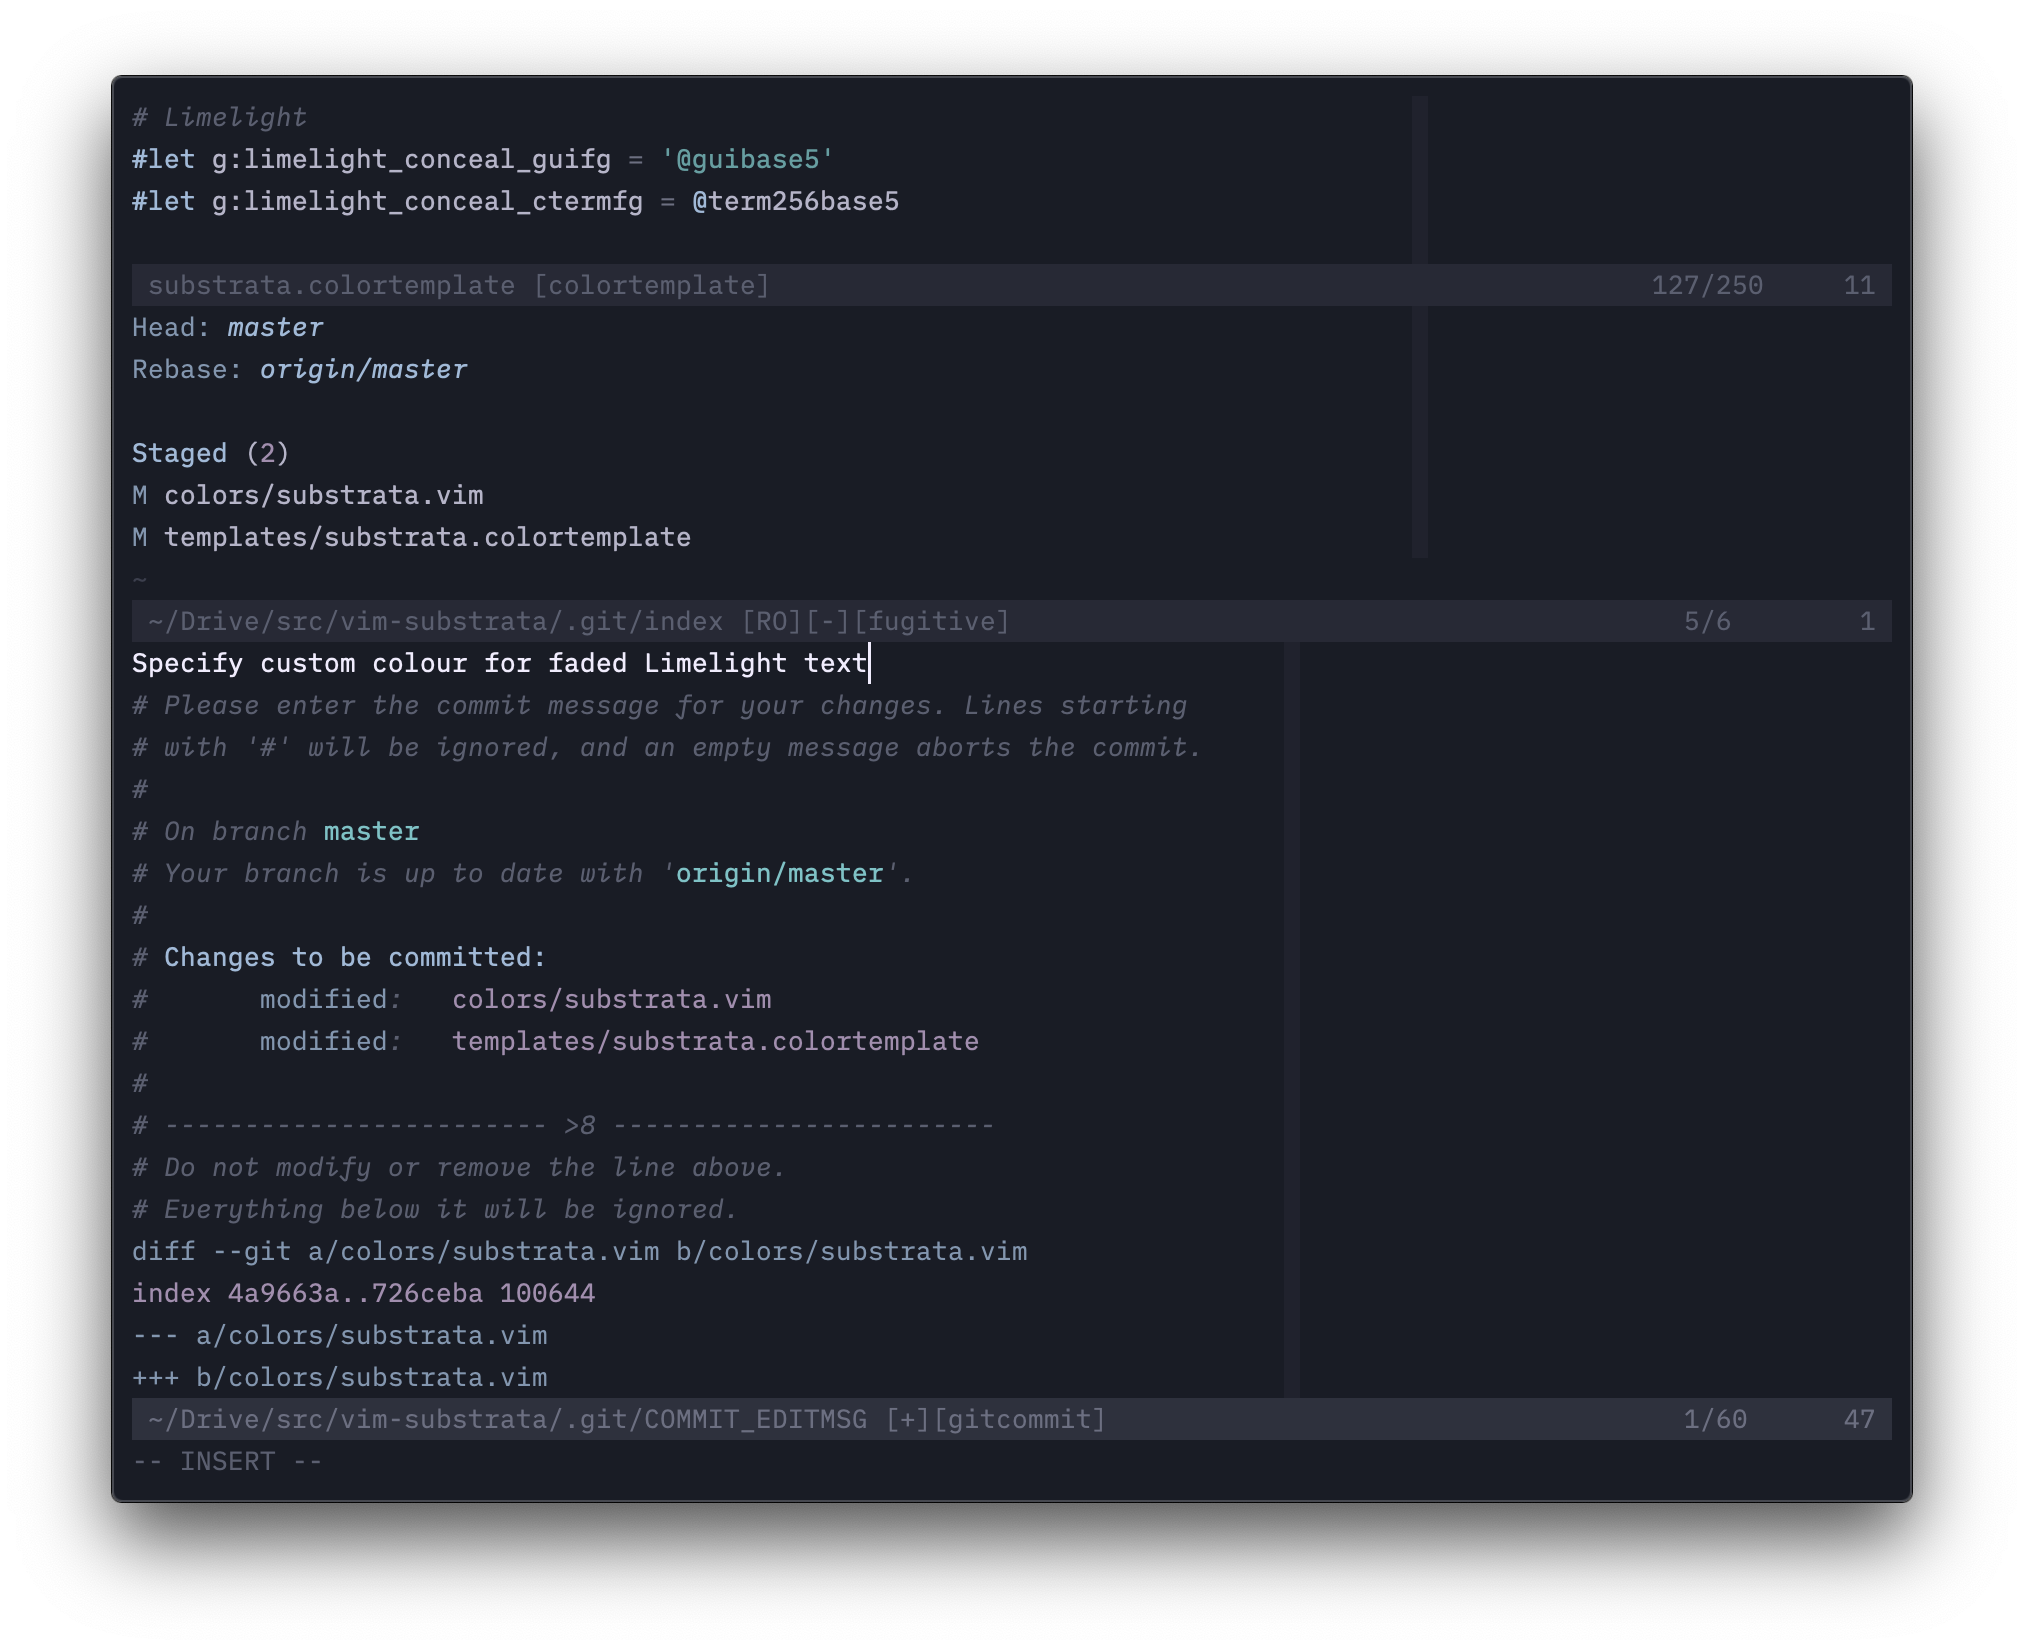 # Limelight
#let g:limelight_conceal_guifg = '@guibase5'
#let g:limelight_conceal_ctermfg = @term256base5
substrata.colortemplate [colortemplate] 127/250 11
Head: master
Rebase: origin/master
Staged (2)
M colors/substrata.vim
M templates/substrata.colortemplate
~
~/Drive/src/vim-substrata/.git/index [RO][-][fugitive] 5/6 1
Specify custom colour for faded Limelight text
# Please enter the commit message for your changes. Lines starting
# with '#' will be ignored, and an empty message aborts the commit.
#
# On branch master
# Your branch is up to date with 'origin/master'.
#
# Changes to be committed:
#       modified:   colors/substrata.vim
#       modified:   templates/substrata.colortemplate
#
# ------------------------ >8 ------------------------
# Do not modify or remove the line above.
# Everything below it will be ignored.
diff --git a/colors/substrata.vim b/colors/substrata.vim
index 4a9663a..726ceba 100644
--- a/colors/substrata.vim
+++ b/colors/substrata.vim
~/Drive/src/vim-substrata/.git/COMMIT_EDITMSG [+][gitcommit] 1/60 47
-- INSERT --